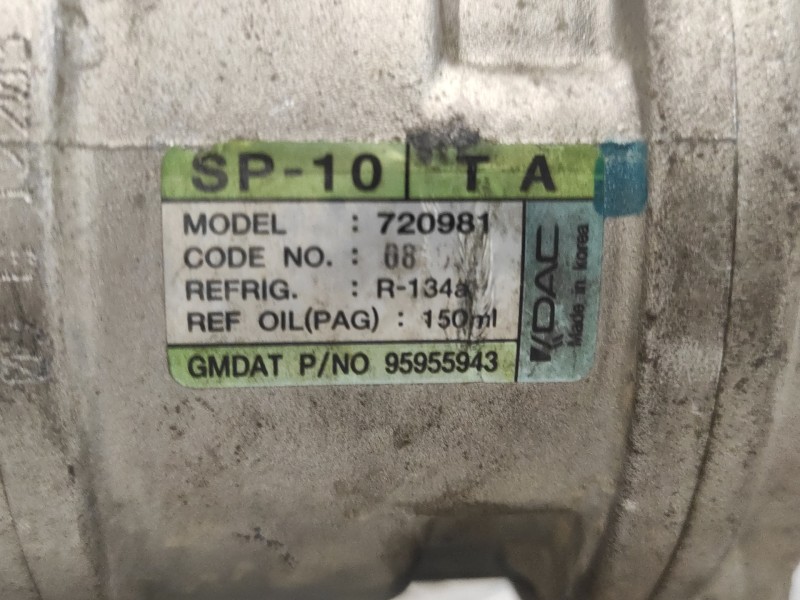 SP-10 T A
MODEL : 720981
CODE NO. : 08
REFRIG. : R-134a
REF OIL(PAG) : 150ml
GMDAT P/NO 95955943
KDAC
Made in Korea